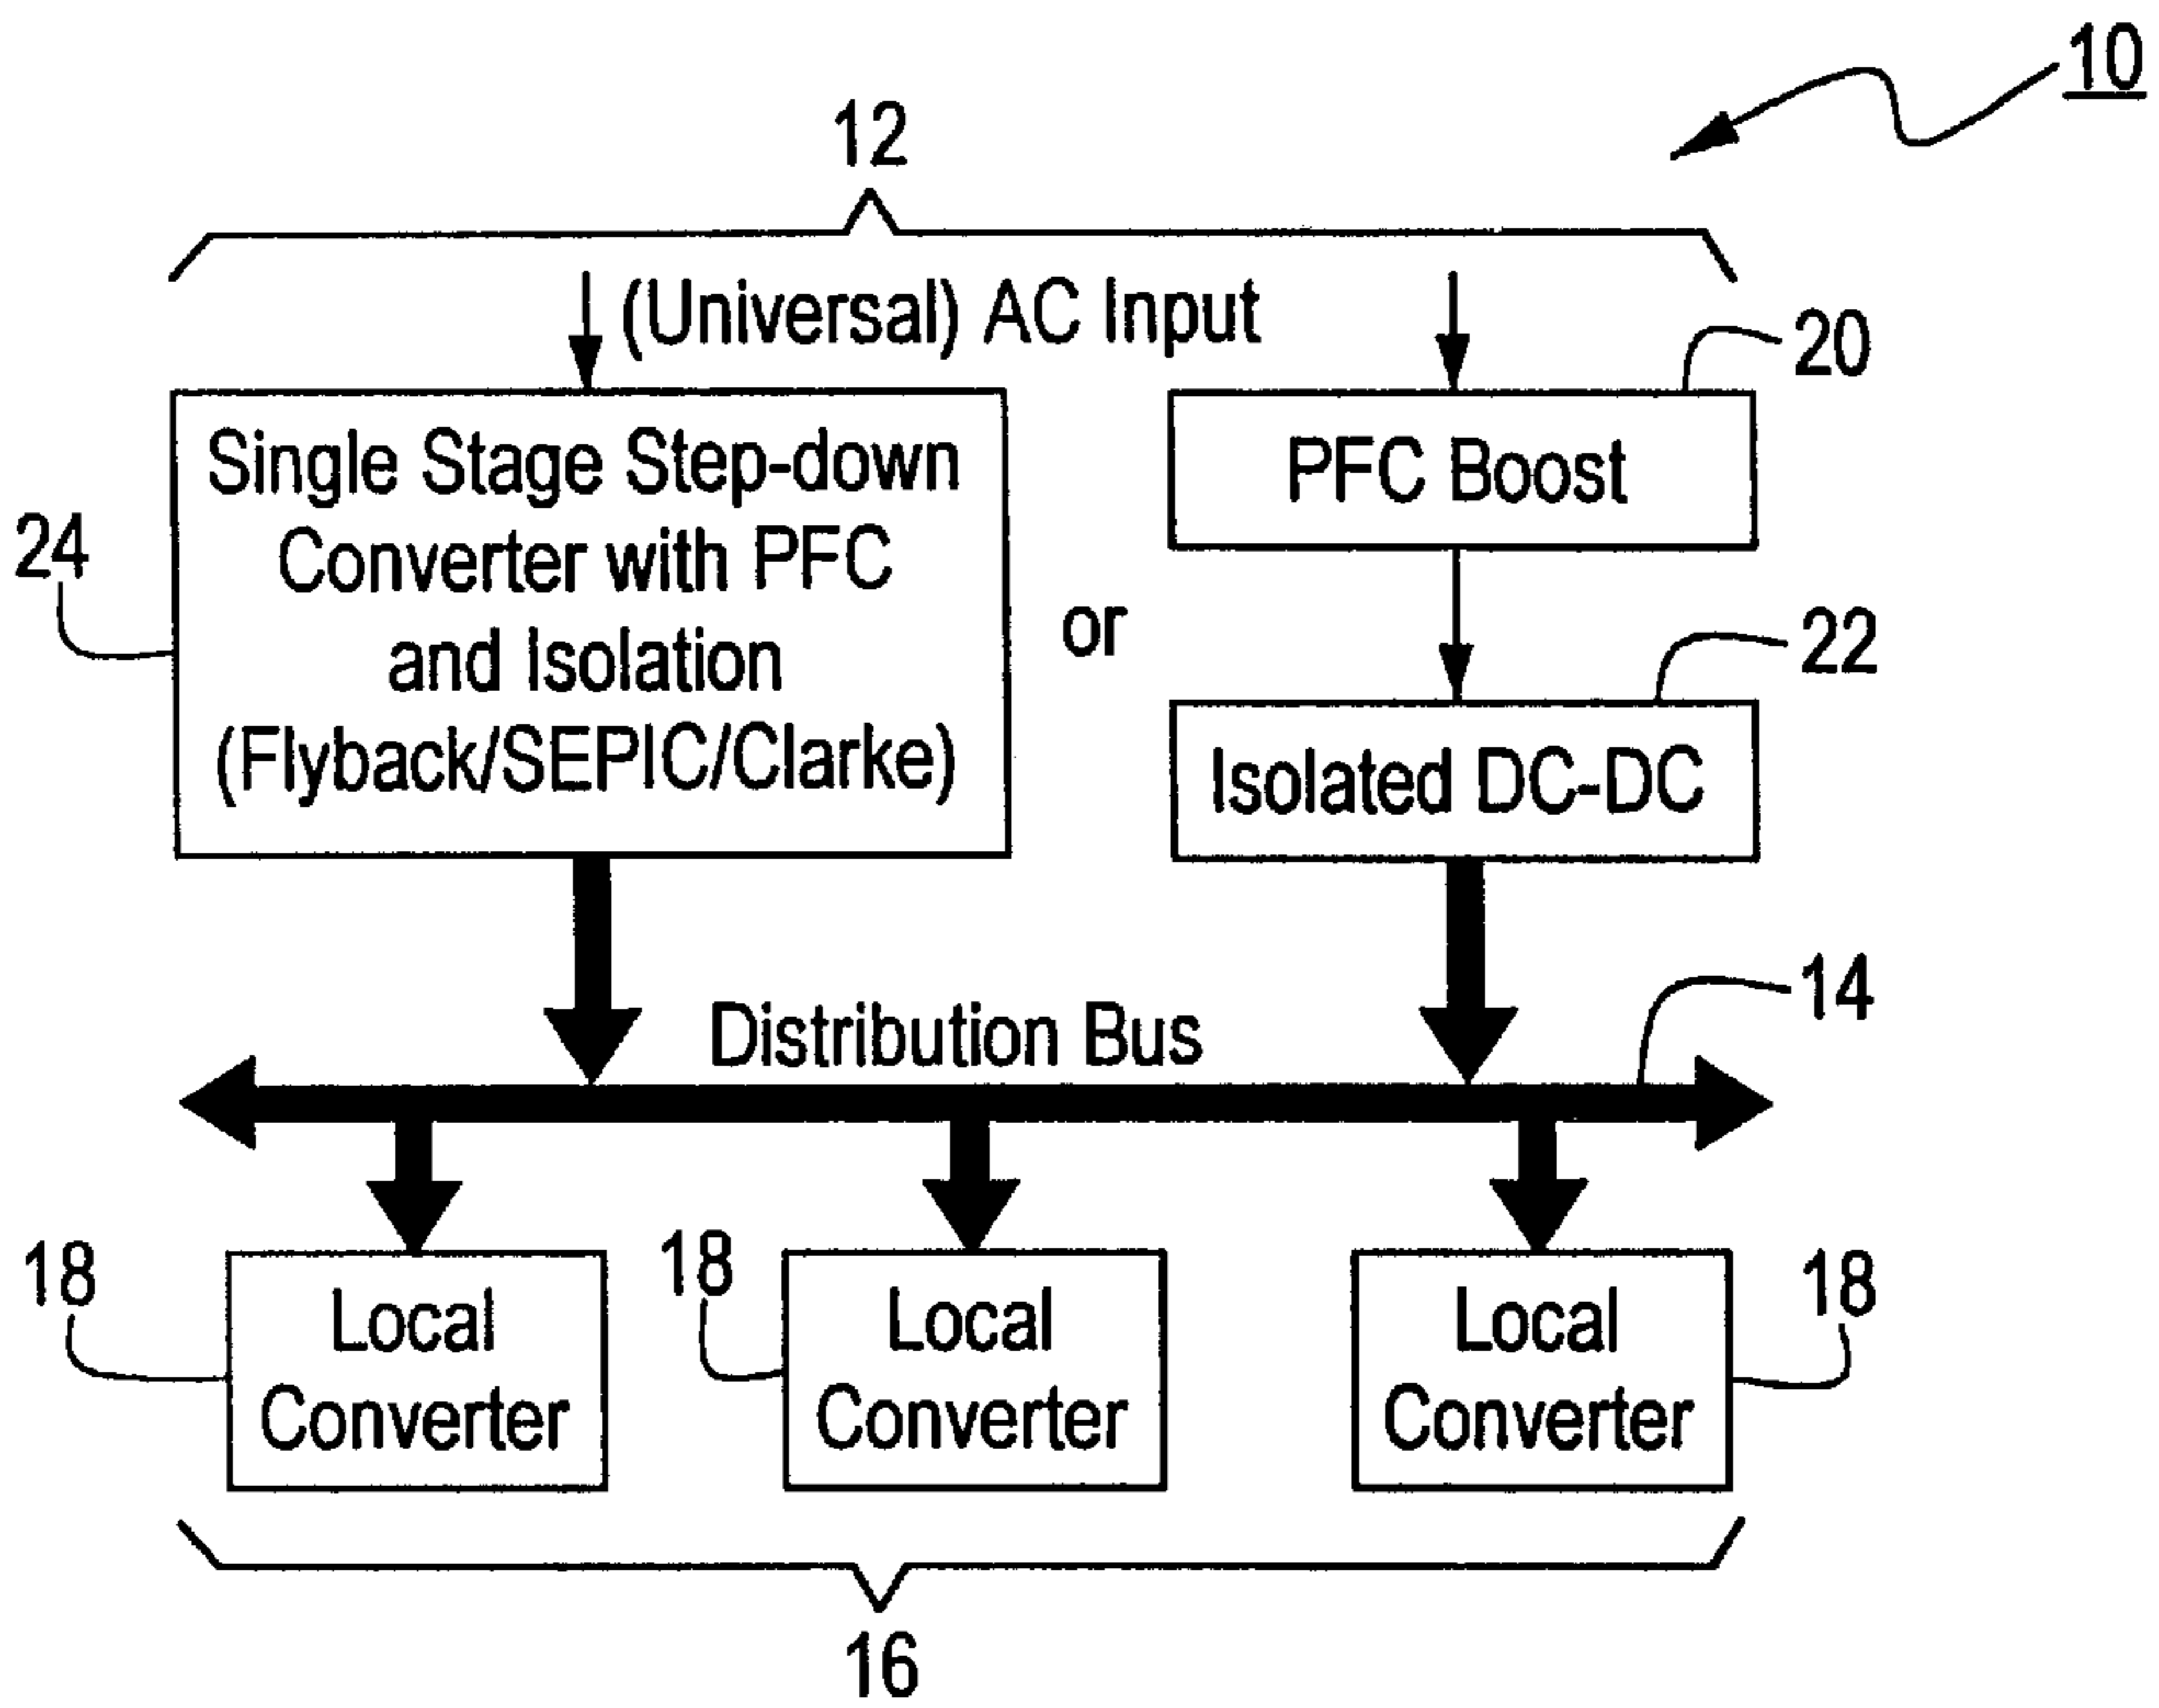 10
12
(Universal) AC Input
20
Single Stage Step-down
Converter with PFC
and Isolation
(Flyback/SEPIC/Clarke)
24
or
PFC Boost
22
Isolated DC-DC
Distribution Bus
14
18
Local
Converter
18
Local
Converter
18
Local
Converter
16